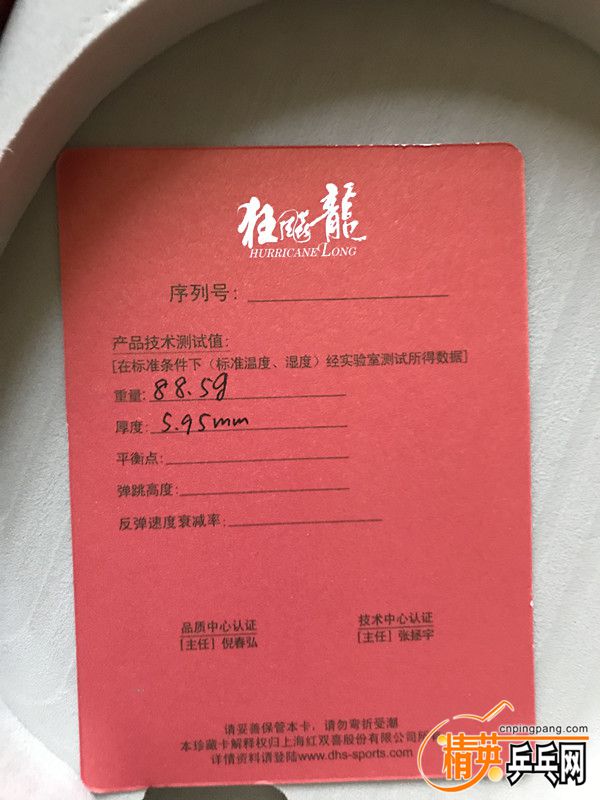 狂飚龍
HURRICANE LONG
序列号:
产品技术测试值:
[在标准条件下(标准温度、湿度)经实验室测试所得数据]
重量: 88.5g
厚度: 5.95mm
平衡点:
弹跳高度:
反弹速度衰减率:
品质中心认证 技术中心认证
[主任] 倪春弘 [主任] 张拯宇
请妥善保管本卡,请勿弯折受潮
本珍藏卡解释权归上海红双喜股份有限公司所
详情资料请登陆www.dhs-sports.com
cnpingpang.com
精英乒乓网